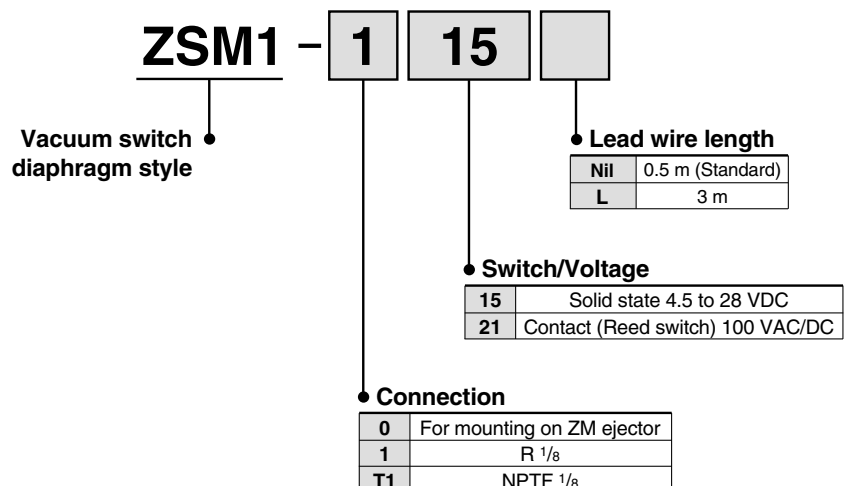 ZSM1 – 1 15
Vacuum switch
diaphragm style
Lead wire length
Nil 0.5 m (Standard)
L 3 m
Switch/Voltage
15 Solid state 4.5 to 28 VDC
21 Contact (Reed switch) 100 VAC/DC
Connection
0 For mounting on ZM ejector
1 R 1/8
T1 NPTF 1/8